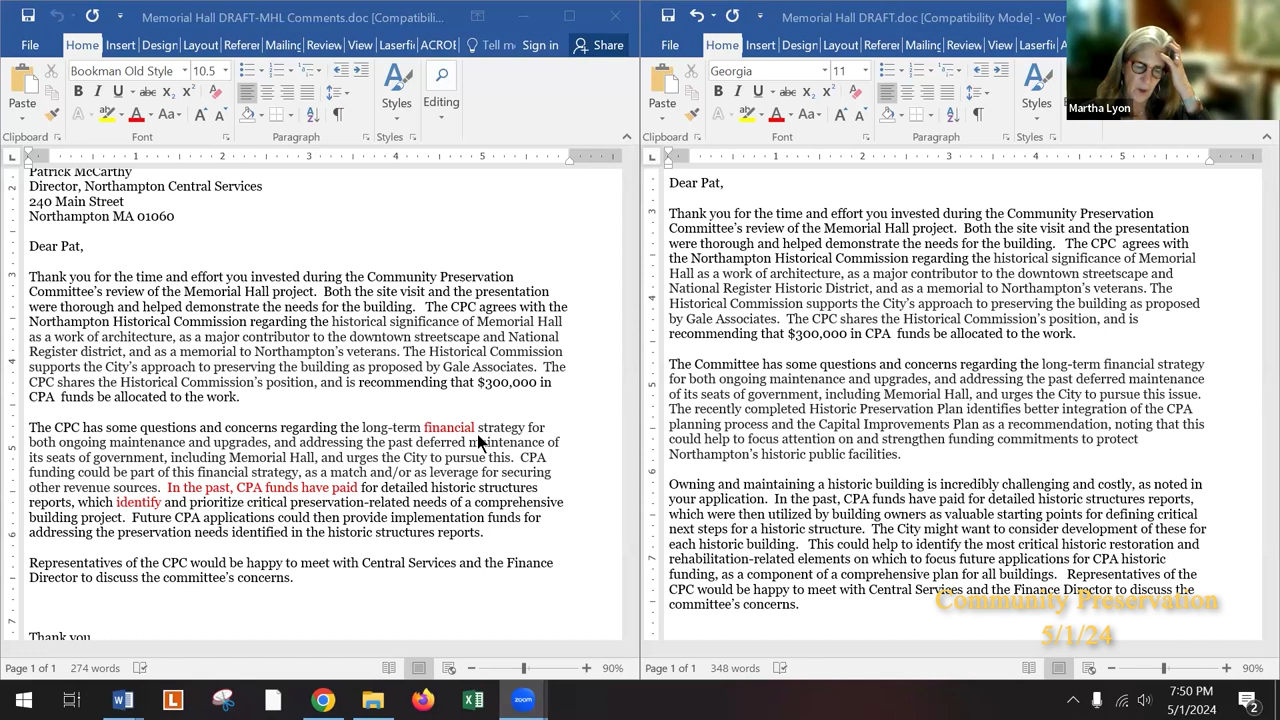 Memorial Hall DRAFT-MHL Comments.doc [Compatibili...
File Home Insert Design Layout Referer Mailing Review View Laserfic ACROB Tell me Sign in Share
Bookman Old Style 10.5
Paste
B I U abc X₂ X²
Aa
Styles
Editing
Clipboard Font Paragraph Styles
1 2 3 4 5
Patrick McCarthy
Director, Northampton Central Services
240 Main Street
Northampton MA 01060
Dear Pat,
Thank you for the time and effort you invested during the Community Preservation
Committee's review of the Memorial Hall project. Both the site visit and the presentation
were thorough and helped demonstrate the needs for the building. The CPC agrees with the
Northampton Historical Commission regarding the historical significance of Memorial Hall
as a work of architecture, as a major contributor to the downtown streetscape and National
Register district, and as a memorial to Northampton's veterans. The Historical Commission
supports the City's approach to preserving the building as proposed by Gale Associates. The
CPC shares the Historical Commission's position, and is recommending that $300,000 in
CPA funds be allocated to the work.
The CPC has some questions and concerns regarding the long-term financial strategy for
both ongoing maintenance and upgrades, and addressing the past deferred maintenance of
its seats of government, including Memorial Hall, and urges the City to pursue this. CPA
funding could be part of this financial strategy, as a match and/or as leverage for securing
other revenue sources. In the past, CPA funds have paid for detailed historic structures
reports, which identify and prioritize critical preservation-related needs of a comprehensive
building project. Future CPA applications could then provide implementation funds for
addressing the preservation needs identified in the historic structures reports.
Representatives of the CPC would be happy to meet with Central Services and the Finance
Director to discuss the committee's concerns.
Thank you
Page 1 of 1 274 words 90%
Memorial Hall DRAFT.doc [Compatibility Mode] - Wor
File Home Insert Design Layout Referer Mailing Review View Laserfic
Georgia 11
Paste
B I U abc X₂ X²
Aa
Styles
Clipboard Font Paragraph Styles
1 2 3 4 5
Martha Lyon
Dear Pat,
Thank you for the time and effort you invested during the Community Preservation
Committee's review of the Memorial Hall project. Both the site visit and the presentation
were thorough and helped demonstrate the needs for the building. The CPC agrees with
the Northampton Historical Commission regarding the historical significance of Memorial
Hall as a work of architecture, as a major contributor to the downtown streetscape and
National Register Historic District, and as a memorial to Northampton's veterans. The
Historical Commission supports the City's approach to preserving the building as proposed
by Gale Associates. The CPC shares the Historical Commission's position, and is
recommending that $300,000 in CPA funds be allocated to the work.
The Committee has some questions and concerns regarding the long-term financial strategy
for both ongoing maintenance and upgrades, and addressing the past deferred maintenance
of its seats of government, including Memorial Hall, and urges the City to pursue this issue.
The recently completed Historic Preservation Plan identifies better integration of the CPA
planning process and the Capital Improvements Plan as a recommendation, noting that this
could help to focus attention on and strengthen funding commitments to protect
Northampton's historic public facilities.
Owning and maintaining a historic building is incredibly challenging and costly, as noted in
your application. In the past, CPA funds have paid for detailed historic structures reports,
which were then utilized by building owners as valuable starting points for defining critical
next steps for a historic structure. The City might want to consider development of these for
each historic building. This could help to identify the most critical historic restoration and
rehabilitation-related elements on which to focus future applications for CPA historic
funding, as a component of a comprehensive plan for all buildings. Representatives of the
CPC would be happy to meet with Central Services and the Finance Director to discuss the
committee's concerns.
Community Preservation
5/1/24
Page 1 of 1 348 words 90%
zoom
7:50 PM
5/1/2024
2